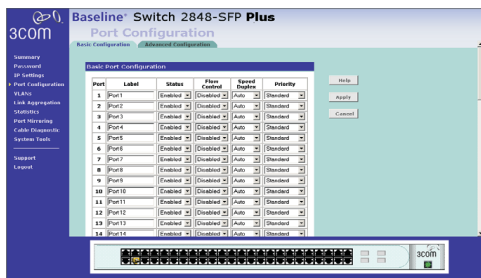 3COM
Baseline Switch 2848-SFP Plus
Port Configuration
Basic Configuration Advanced Configuration
Summary
Password
IP Settings
Port Configuration
VLANs
Link Aggregation
Statistics
Port Mirroring
Cable Diagnostic
System Tools
Support
Logout
Basic Port Configuration
Port Label Status Flow Control Speed Duplex Priority
1 Port1 Enabled Disabled Auto Standard
2 Port2 Enabled Disabled Auto Standard
3 Port3 Enabled Disabled Auto Standard
4 Port4 Enabled Disabled Auto Standard
5 Port5 Enabled Disabled Auto Standard
6 Port6 Enabled Disabled Auto Standard
7 Port7 Enabled Disabled Auto Standard
8 Port8 Enabled Disabled Auto Standard
9 Port9 Enabled Disabled Auto Standard
10 Port10 Enabled Disabled Auto Standard
11 Port11 Enabled Disabled Auto Standard
12 Port12 Enabled Disabled Auto Standard
13 Port13 Enabled Disabled Auto Standard
14 Port14 Enabled Disabled Auto Standard
Help
Apply
Cancel
3COM